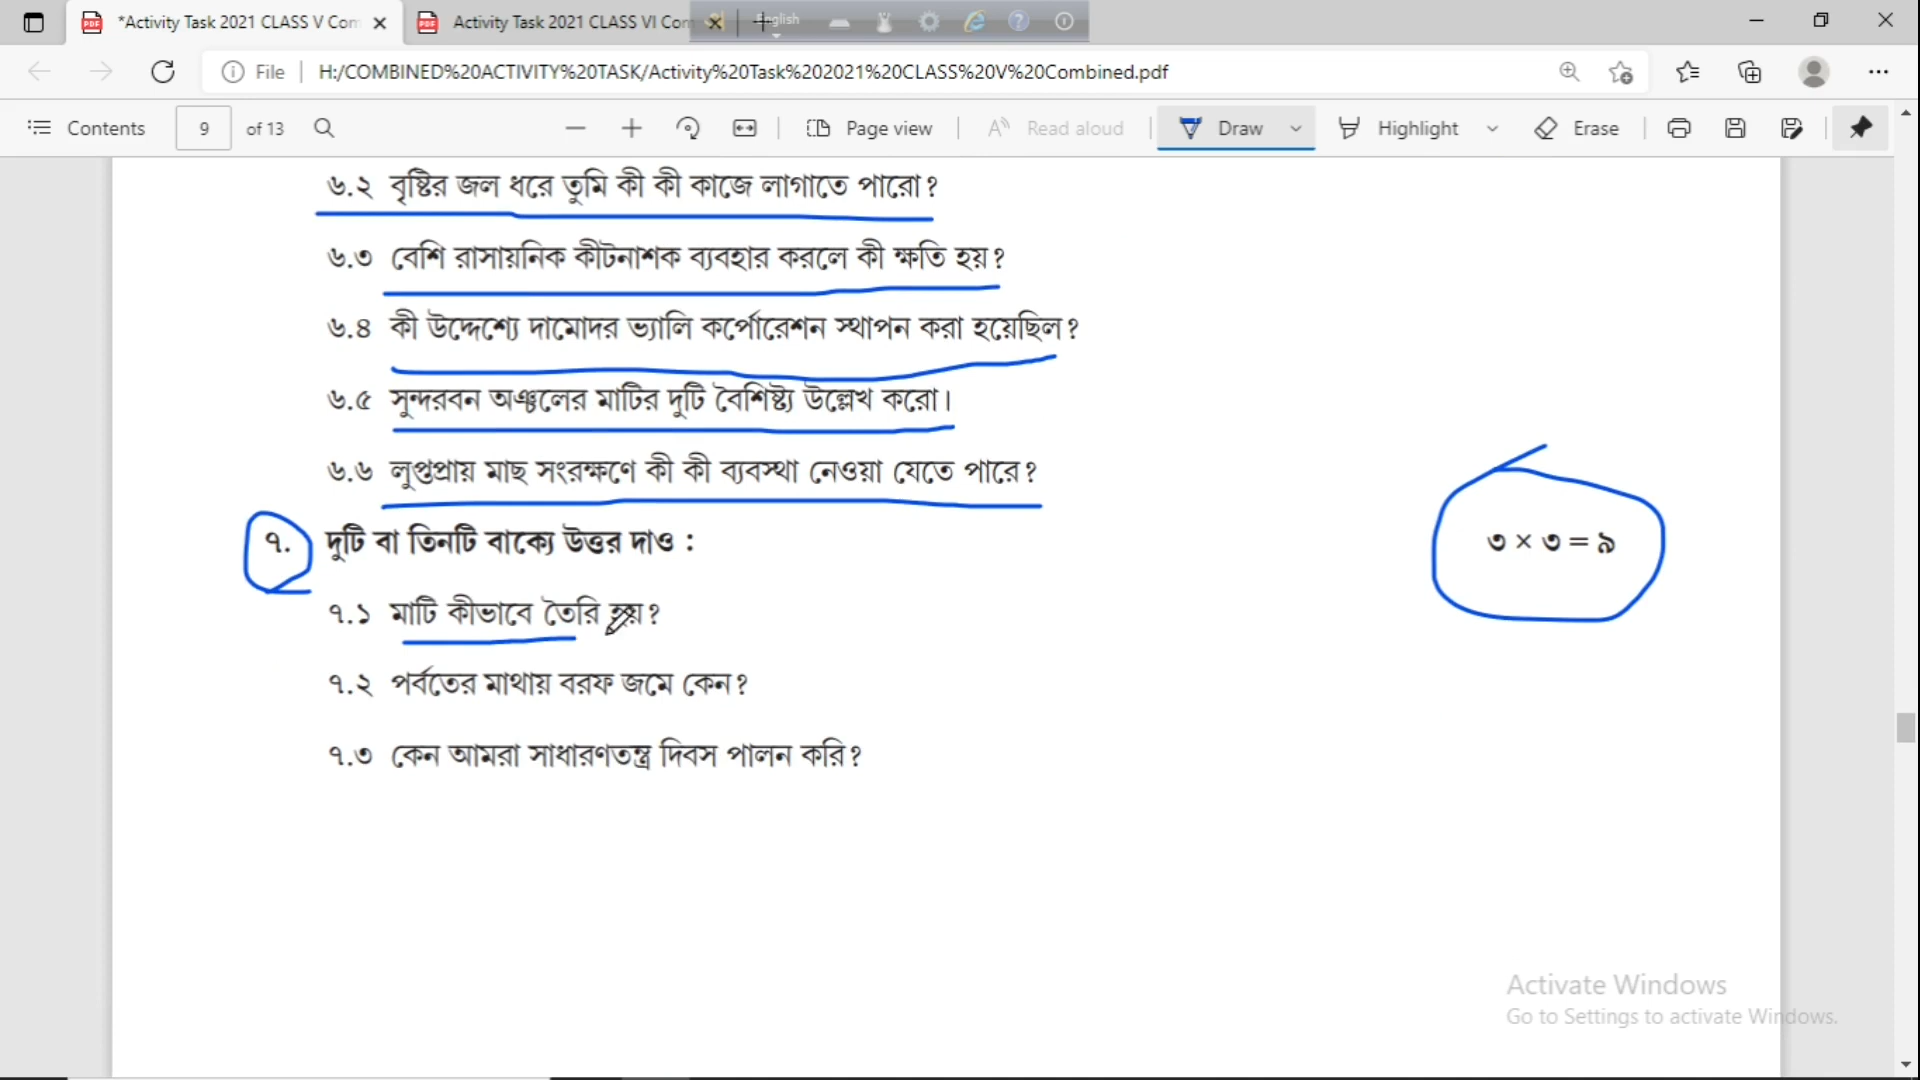 *Activity Task 2021 CLASS V Com
Activity Task 2021 CLASS VI Com
English
File
H:/COMBINED%20ACTIVITY%20TASK/Activity%20Task%202021%20CLASS%20V%20Combined.pdf
Contents 9 of 13 Page view Read aloud Draw Highlight Erase
৬.২ বৃষ্টির জল ধরে তুমি কী কী কাজে লাগাতে পারো?
৬.৩ বেশি রাসায়নিক কীটনাশক ব্যবহার করলে কী ক্ষতি হয়?
৬.৪ কী উদ্দেশ্যে দামোদর ভ্যালি কর্পোরেশন স্থাপন করা হয়েছিল?
৬.৫ সুন্দরবন অঞ্চলের মাটির দুটি বৈশিষ্ট্য উল্লেখ করো।
৬.৬ লুপ্তপ্রায় মাছ সংরক্ষণে কী কী ব্যবস্থা নেওয়া যেতে পারে?
৭. দুটি বা তিনটি বাক্যে উত্তর দাও : ৩ × ৩ = ৯
৭.১ মাটি কীভাবে তৈরি হয়?
৭.২ পর্বতের মাথায় বরফ জমে কেন?
৭.৩ কেন আমরা সাধারণতন্ত্র দিবস পালন করি?
Activate Windows
Go to Settings to activate Windows.